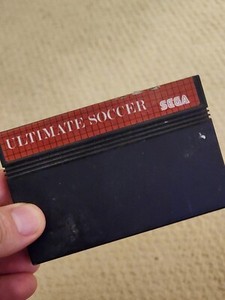 ULTIMATE SOCCER SEGA